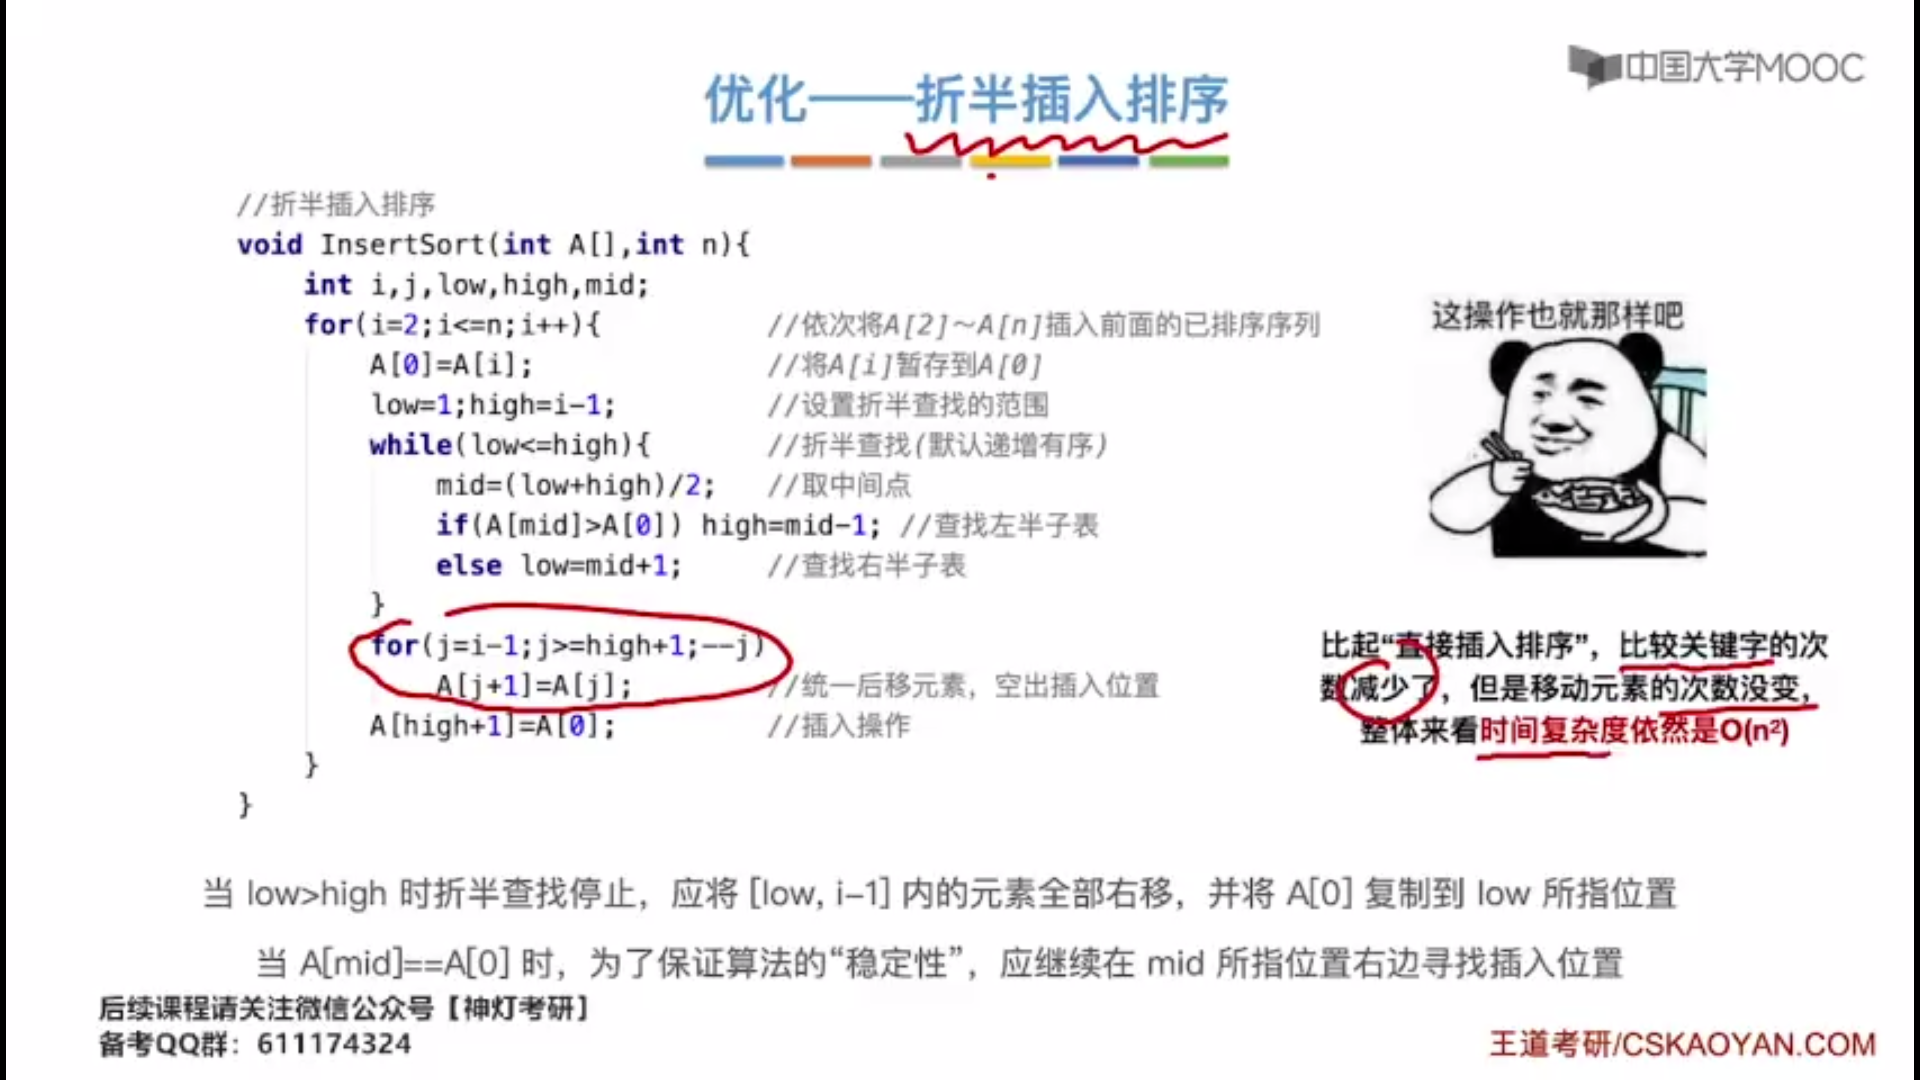 中国大学MOOC
优化——折半插入排序
//折半插入排序
void InsertSort(int A[],int n){
int i,j,low,high,mid;
for(i=2;i<=n;i++){ //依次将A[2]～A[n]插入前面的已排序序列
A[0]=A[i]; //将A[i]暂存到A[0]
low=1;high=i-1; //设置折半查找的范围
while(low<=high){ //折半查找(默认递增有序)
mid=(low+high)/2; //取中间点
if(A[mid]>A[0]) high=mid-1; //查找左半子表
else low=mid+1; //查找右半子表
}
for(j=i-1;j>=high+1;--j)
A[j+1]=A[j]; //统一后移元素，空出插入位置
A[high+1]=A[0]; //插入操作
}
}
这操作也就那样吧
比起“直接插入排序”，比较关键字的次
数减少了，但是移动元素的次数没变，
整体来看时间复杂度依然是O(n²)
当 low>high 时折半查找停止，应将 [low, i-1] 内的元素全部右移，并将 A[0] 复制到 low 所指位置
当 A[mid]==A[0] 时，为了保证算法的“稳定性”，应继续在 mid 所指位置右边寻找插入位置
后续课程请关注微信公众号【神灯考研】
备考QQ群：611174324
王道考研/CSKAOYAN.COM